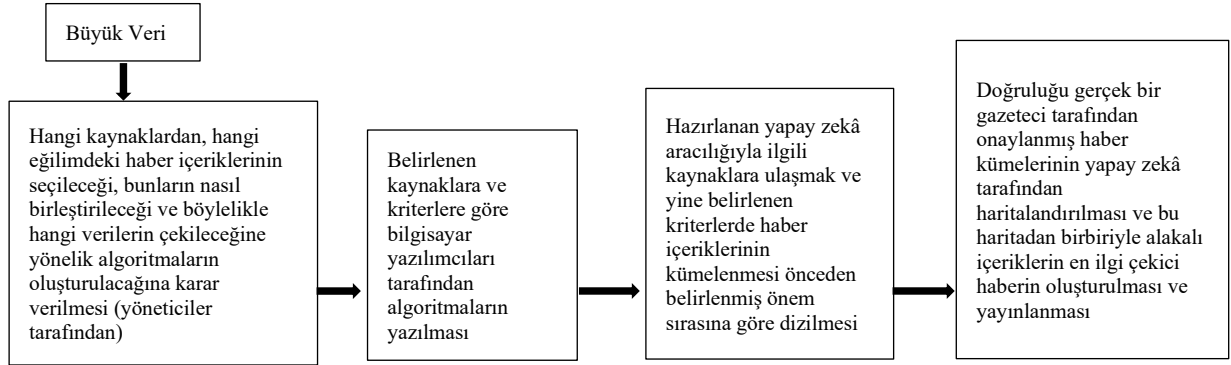 Büyük Veri
Hangi kaynaklardan, hangi
eğilimdeki haber içeriklerinin
seçileceği, bunların nasıl
birleştirileceği ve böylelikle
hangi verilerin çekileceğine
yönelik algoritmaların
oluşturulacağına karar
verilmesi (yöneticiler
tarafından)
Belirlenen
kaynaklara ve
kriterlere göre
bilgisayar
yazılımcıları
tarafından
algoritmaların
yazılması
Hazırlanan yapay zekâ
aracılığıyla ilgili
kaynaklara ulaşmak ve
yine belirlenen
kriterlerde haber
içeriklerinin
kümelenmesi önceden
belirlenmiş önem
sırasına göre dizilmesi
Doğruluğu gerçek bir
gazeteci tarafından
onaylanmış haber
kümelerinin yapay zekâ
tarafından
haritalandırılması ve bu
haritadan birbiriyle alakalı
içeriklerin en ilgi çekici
haberin oluşturulması ve
yayınlanması